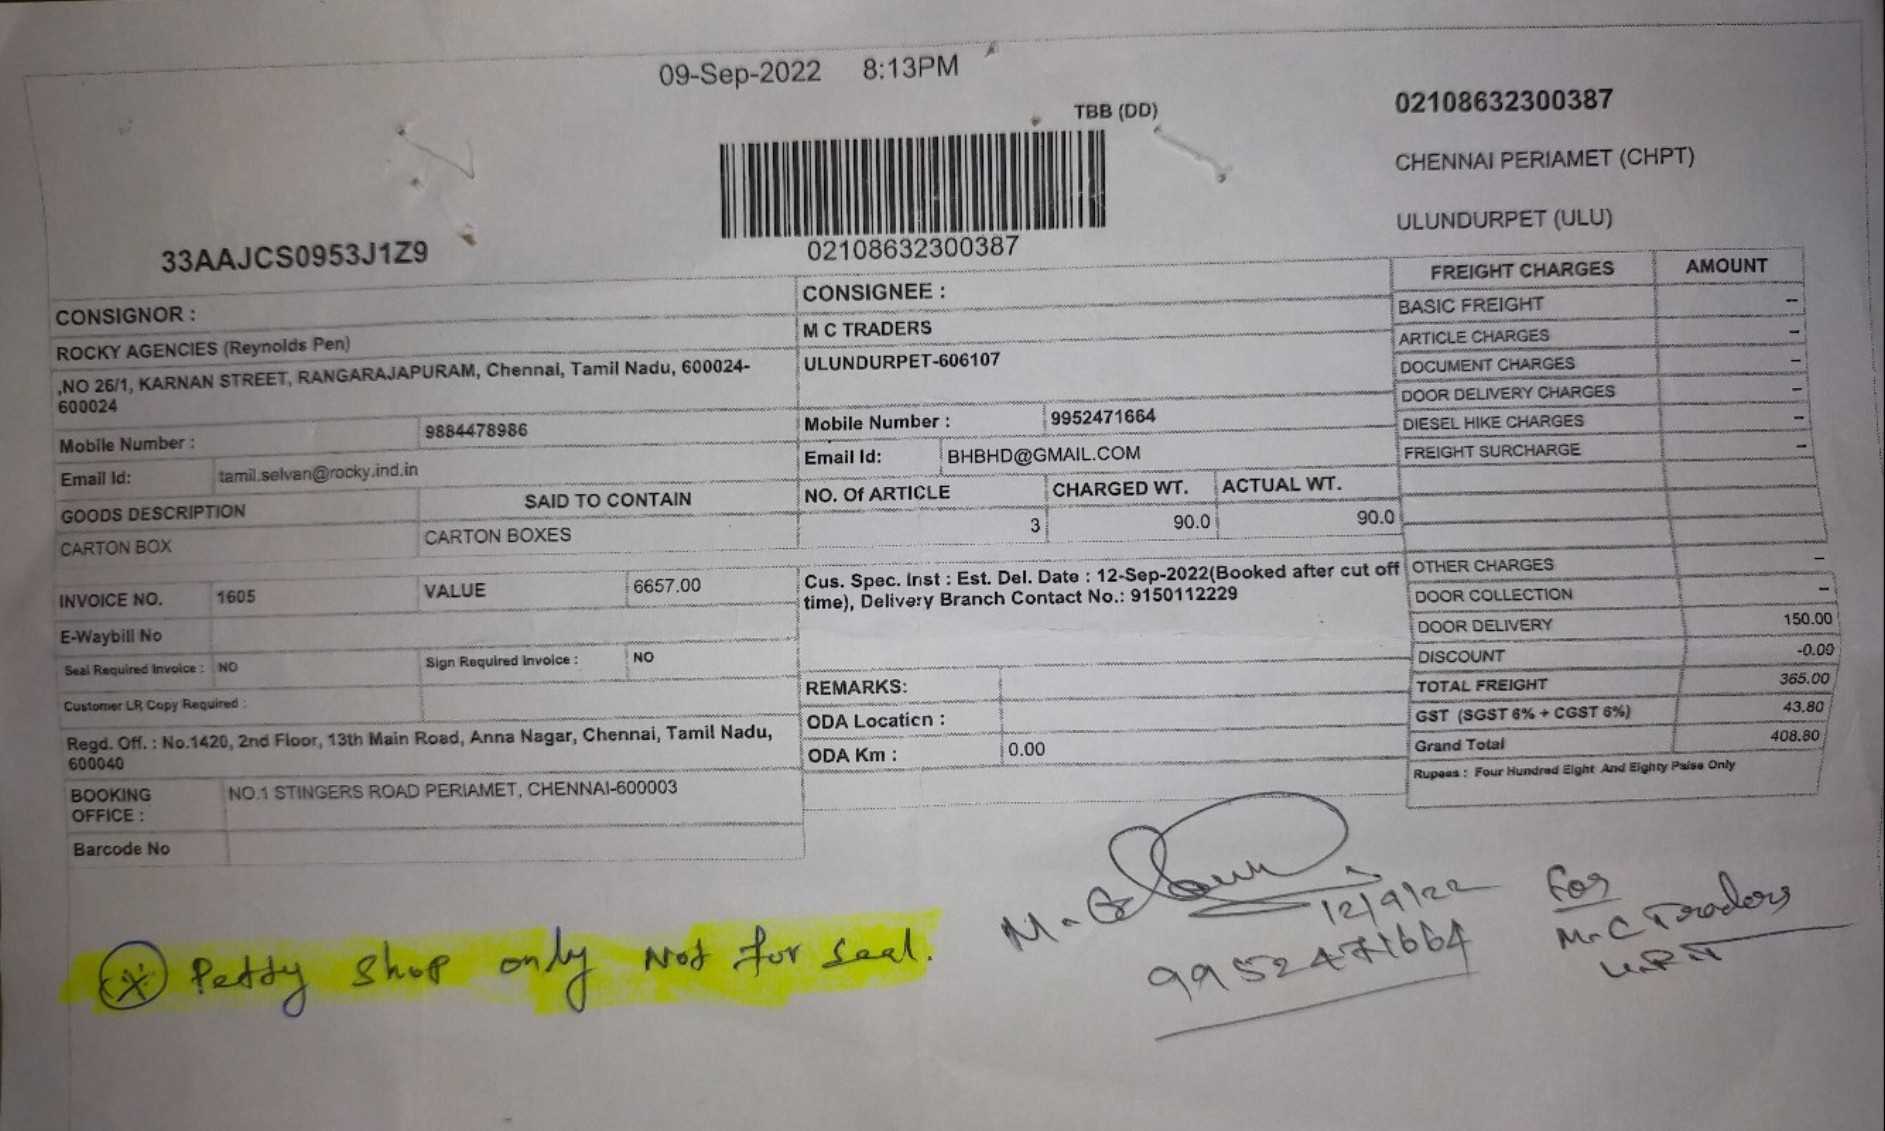 09-Sep-2022 8:13PM
TBB (DD)
02108632300387
CHENNAI PERIAMET (CHPT)
ULUNDURPET (ULU)
33AAJCS0953J1Z9
02108632300387
CONSIGNOR :
ROCKY AGENCIES (Reynolds Pen)
,NO 26/1, KARNAN STREET, RANGARAJAPURAM, Chennai, Tamil Nadu, 600024-
600024
Mobile Number : 9884478986
Email Id: tamil.selvan@rocky.ind.in
GOODS DESCRIPTION SAID TO CONTAIN
CARTON BOX CARTON BOXES
INVOICE NO. 1605 VALUE 6657.00
E-Waybill No
Seal Required Invoice : NO Sign Required Invoice : NO
Customer LR Copy Required :
Regd. Off. : No.1420, 2nd Floor, 13th Main Road, Anna Nagar, Chennai, Tamil Nadu,
600040
BOOKING
OFFICE :
NO.1 STINGERS ROAD PERIAMET, CHENNAI-600003
Barcode No
CONSIGNEE :
M C TRADERS
ULUNDURPET-606107
Mobile Number : 9952471664
Email Id: BHBHD@GMAIL.COM
NO. Of ARTICLE CHARGED WT. ACTUAL WT.
3 90.0 90.0
Cus. Spec. Inst : Est. Del. Date : 12-Sep-2022(Booked after cut off
time), Delivery Branch Contact No.: 9150112229
REMARKS:
ODA Location :
ODA Km : 0.00
FREIGHT CHARGES AMOUNT
BASIC FREIGHT --
ARTICLE CHARGES --
DOCUMENT CHARGES --
DOOR DELIVERY CHARGES --
DIESEL HIKE CHARGES --
FREIGHT SURCHARGE --
OTHER CHARGES --
DOOR COLLECTION --
DOOR DELIVERY 150.00
DISCOUNT -0.00
TOTAL FREIGHT 365.00
GST (SGST 6% + CGST 6%) 43.80
Grand Total 408.80
Rupees : Four Hundred Eight And Eighty Paise Only
Petty Shop only Not for Seal.
12/9/22
9952471664
For
M.C Traders